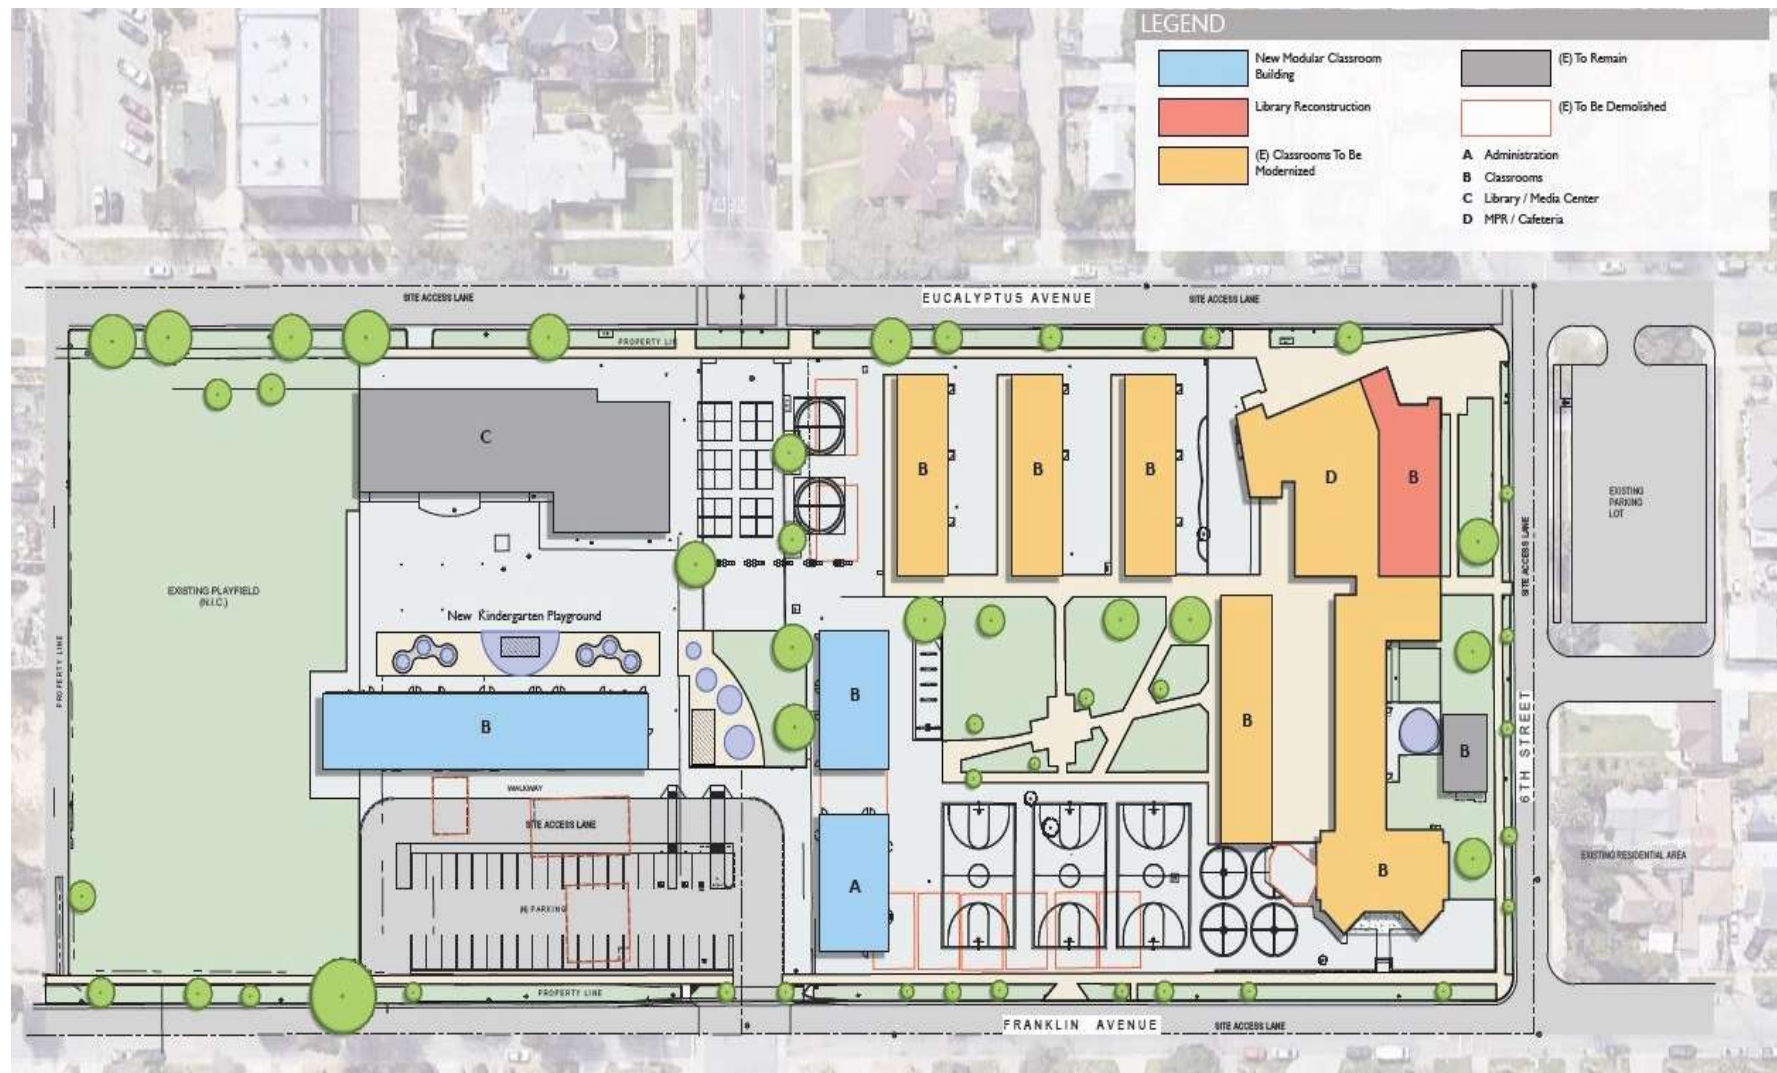 LEGEND
New Modular Classroom
Building
Library Reconstruction
(E) Classrooms To Be
Modernized
(E) To Remain
(E) To Be Demolished
A Administration
B Classrooms
C Library / Media Center
D MPR / Cafeteria
SITE ACCESS LANE
EUCALYPTUS AVENUE
SITE ACCESS LANE
PROPERTY LIN
C
B
B
B
D
B
EXISTING
PARKING
LOT
SITE ACCESS LANE
EXISTING PLAYFIELD
(N.I.C.)
New Kindergarten Playground
PROPERTY LINE
B
B
B
B
6TH STREET
WALKWAY
SITE ACCESS LANE
PARKING
A
B
EXISTING RESIDENTIAL AREA
PROPERTY LINE
FRANKLIN AVENUE
SITE ACCESS LANE